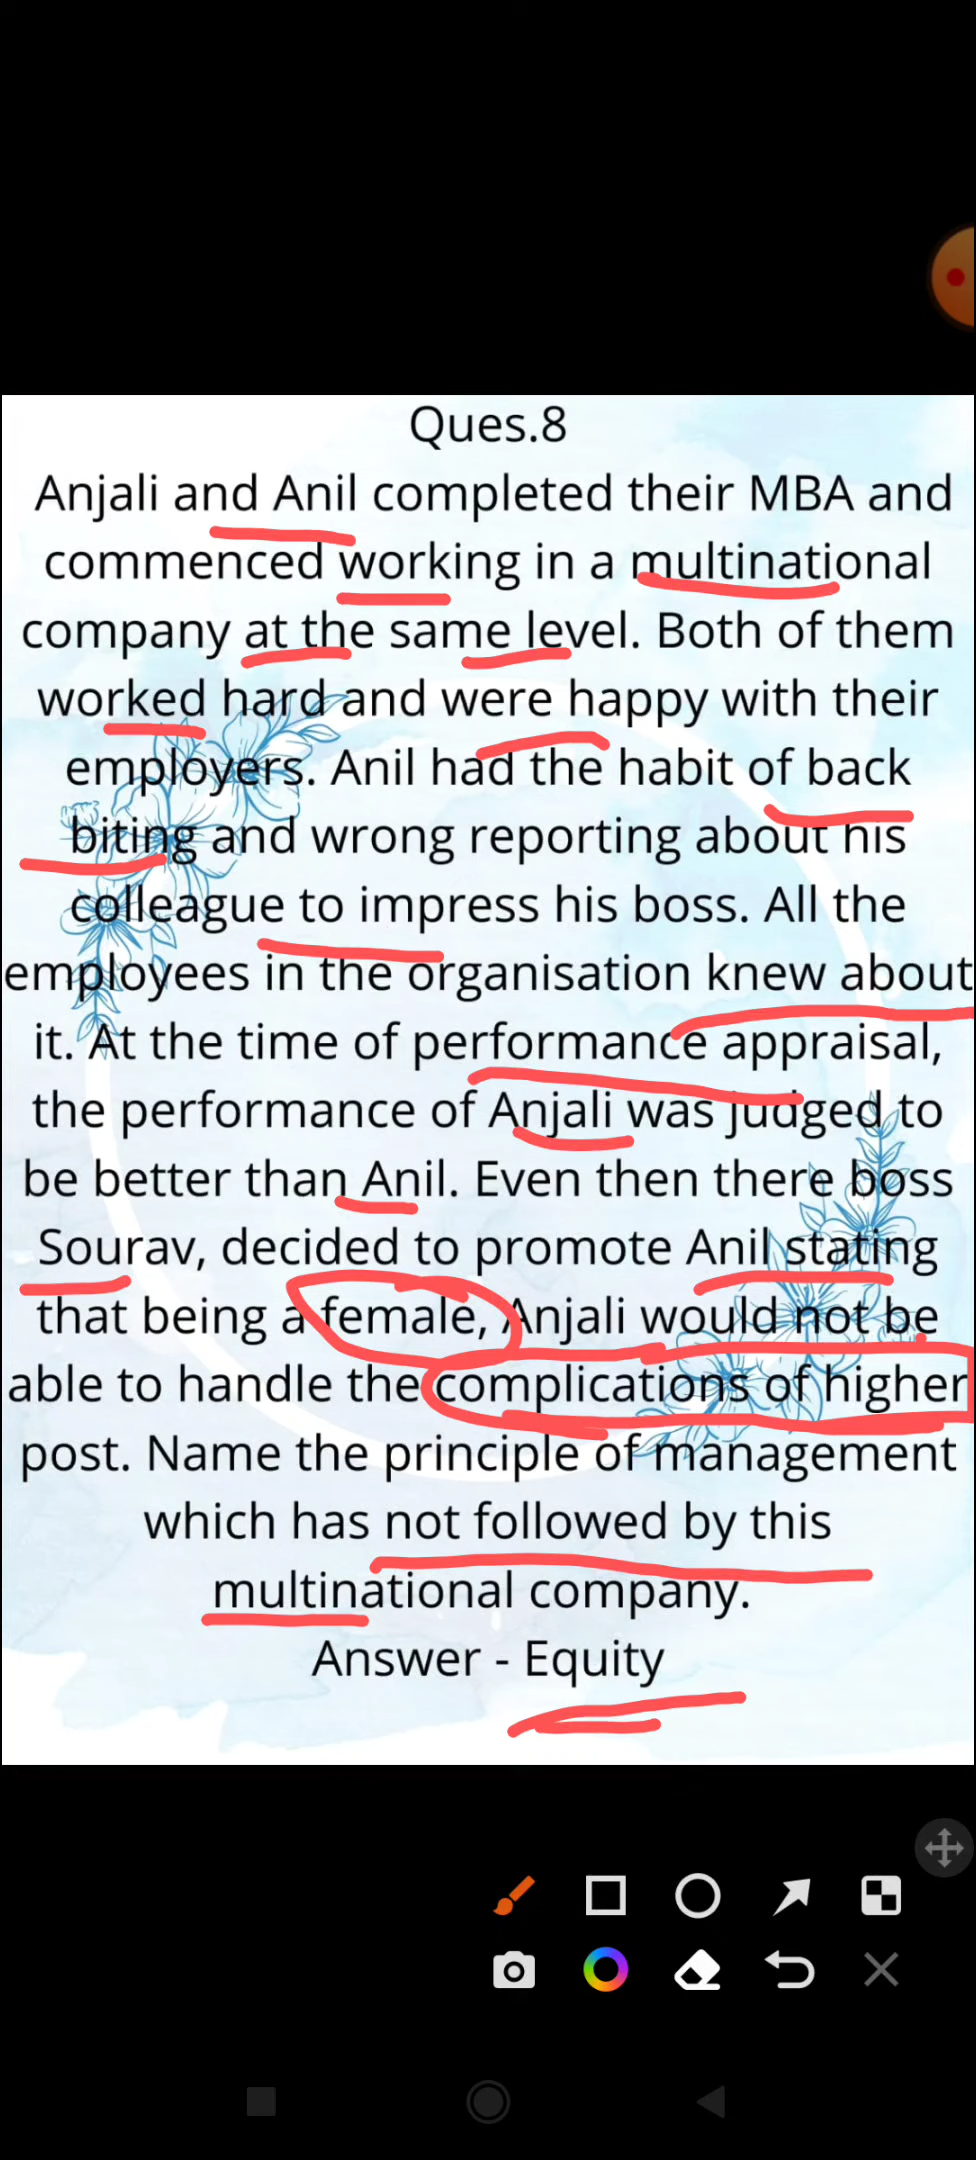 Ques.8
Anjali and Anil completed their MBA and
commenced working in a multinational
company at the same level. Both of them
worked hard and were happy with their
employers. Anil had the habit of back
biting and wrong reporting about his
colleague to impress his boss. All the
employees in the organisation knew about
it. At the time of performance appraisal,
the performance of Anjali was judged to
be better than Anil. Even then there boss
Sourav, decided to promote Anil stating
that being a female, Anjali would not be
able to handle the complications of higher
post. Name the principle of management
which has not followed by this
multinational company.
Answer - Equity